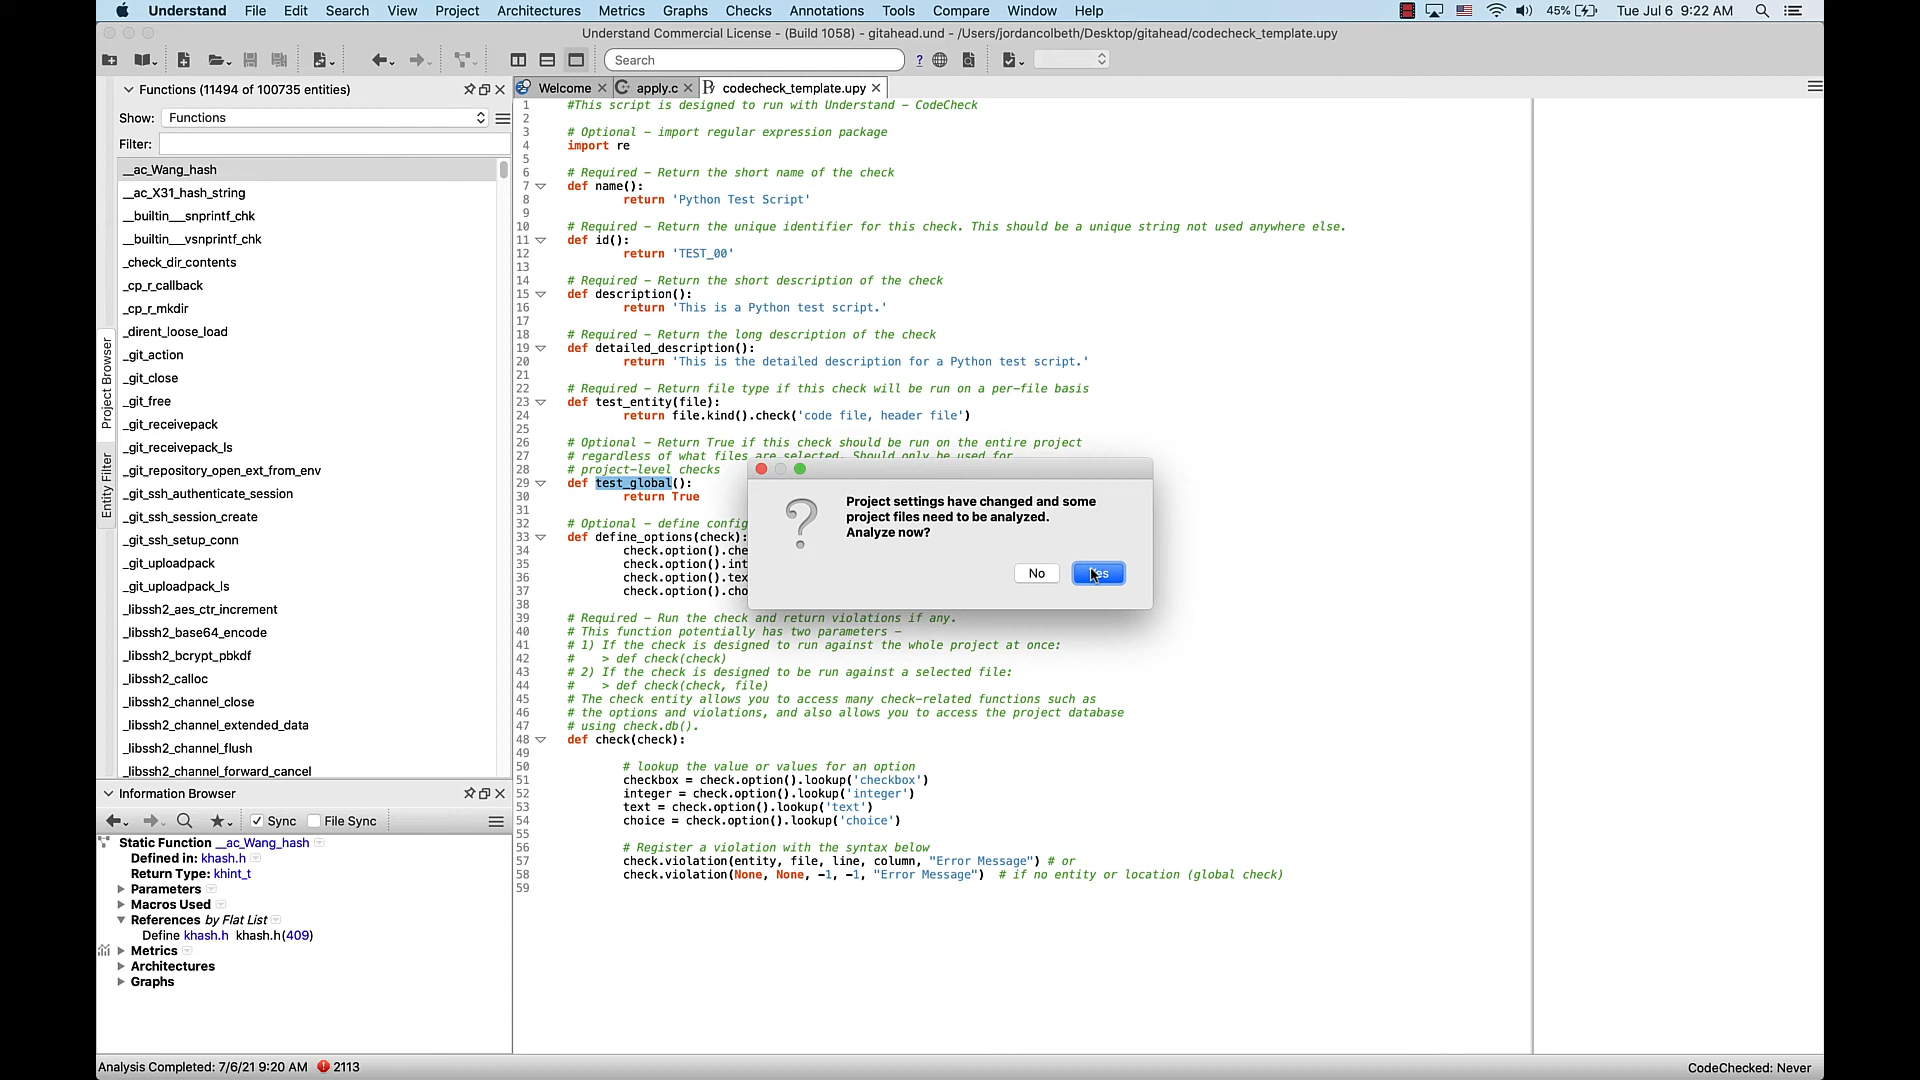 Understand File Edit Search View Project Architectures Metrics Graphs Checks Annotations Tools Compare Window Help 45% Tue Jul 6 9:22 AM
Understand Commercial License - (Build 1058) - gitahead.und - /Users/jordancolbeth/Desktop/gitahead/codecheck_template.upy
Search ?
Functions (11494 of 100735 entities)
Show: Functions
Filter:
__ac_Wang_hash
__ac_X31_hash_string
__builtin___snprintf_chk
__builtin___vsnprintf_chk
_check_dir_contents
_cp_r_callback
_cp_r_mkdir
_dirent_loose_load
_git_action
_git_close
_git_free
_git_receivepack
_git_receivepack_ls
_git_repository_open_ext_from_env
_git_ssh_authenticate_session
_git_ssh_session_create
_git_ssh_setup_conn
_git_uploadpack
_git_uploadpack_ls
_libssh2_aes_ctr_increment
_libssh2_base64_encode
_libssh2_bcrypt_pbkdf
_libssh2_calloc
_libssh2_channel_close
_libssh2_channel_extended_data
_libssh2_channel_flush
_libssh2_channel_forward_cancel
Project Browser
Entity Filter
Information Browser
Sync File Sync
Static Function __ac_Wang_hash
Defined in: khash.h
Return Type: khint_t
Parameters
Macros Used
References by Flat List
Define khash.h khash.h(409)
Metrics
Architectures
Graphs
Welcome apply.c codecheck_template.upy
1 #This script is designed to run with Understand - CodeCheck
2
3 # Optional - import regular expression package
4 import re
5
6 # Required - Return the short name of the check
7 def name():
8 return 'Python Test Script'
9
10 # Required - Return the unique identifier for this check. This should be a unique string not used anywhere else.
11 def id():
12 return 'TEST_00'
13
14 # Required - Return the short description of the check
15 def description():
16 return 'This is a Python test script.'
17
18 # Required - Return the long description of the check
19 def detailed_description():
20 return 'This is the detailed description for a Python test script.'
21
22 # Required - Return file type if this check will be run on a per-file basis
23 def test_entity(file):
24 return file.kind().check('code file, header file')
25
26 # Optional - Return True if this check should be run on the entire project
27 # regardless of what files are selected. Should only be used for
28 # project-level checks
29 def test_global():
30 return True
31
32 # Optional - define config
33 def define_options(check):
34 check.option().che
35 check.option().int
36 check.option().tex
37 check.option().cho
38
39 # Required - Run the check and return violations if any.
40 # This function potentially has two parameters -
41 # 1) If the check is designed to run against the whole project at once:
42 # > def check(check)
43 # 2) If the check is designed to be run against a selected file:
44 # > def check(check, file)
45 # The check entity allows you to access many check-related functions such as
46 # the options and violations, and also allows you to access the project database
47 # using check.db().
48 def check(check):
49
50 # lookup the value or values for an option
51 checkbox = check.option().lookup('checkbox')
52 integer = check.option().lookup('integer')
53 text = check.option().lookup('text')
54 choice = check.option().lookup('choice')
55
56 # Register a violation with the syntax below
57 check.violation(entity, file, line, column, "Error Message") # or
58 check.violation(None, None, -1, -1, "Error Message") # if no entity or location (global check)
59
Project settings have changed and some
project files need to be analyzed.
Analyze now?
No Yes
Analysis Completed: 7/6/21 9:20 AM 2113
CodeChecked: Never